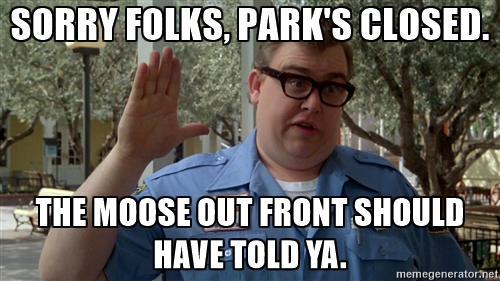 SORRY FOLKS, PARK'S CLOSED.
THE MOOSE OUT FRONT SHOULD
HAVE TOLD YA.
memegenerator.net